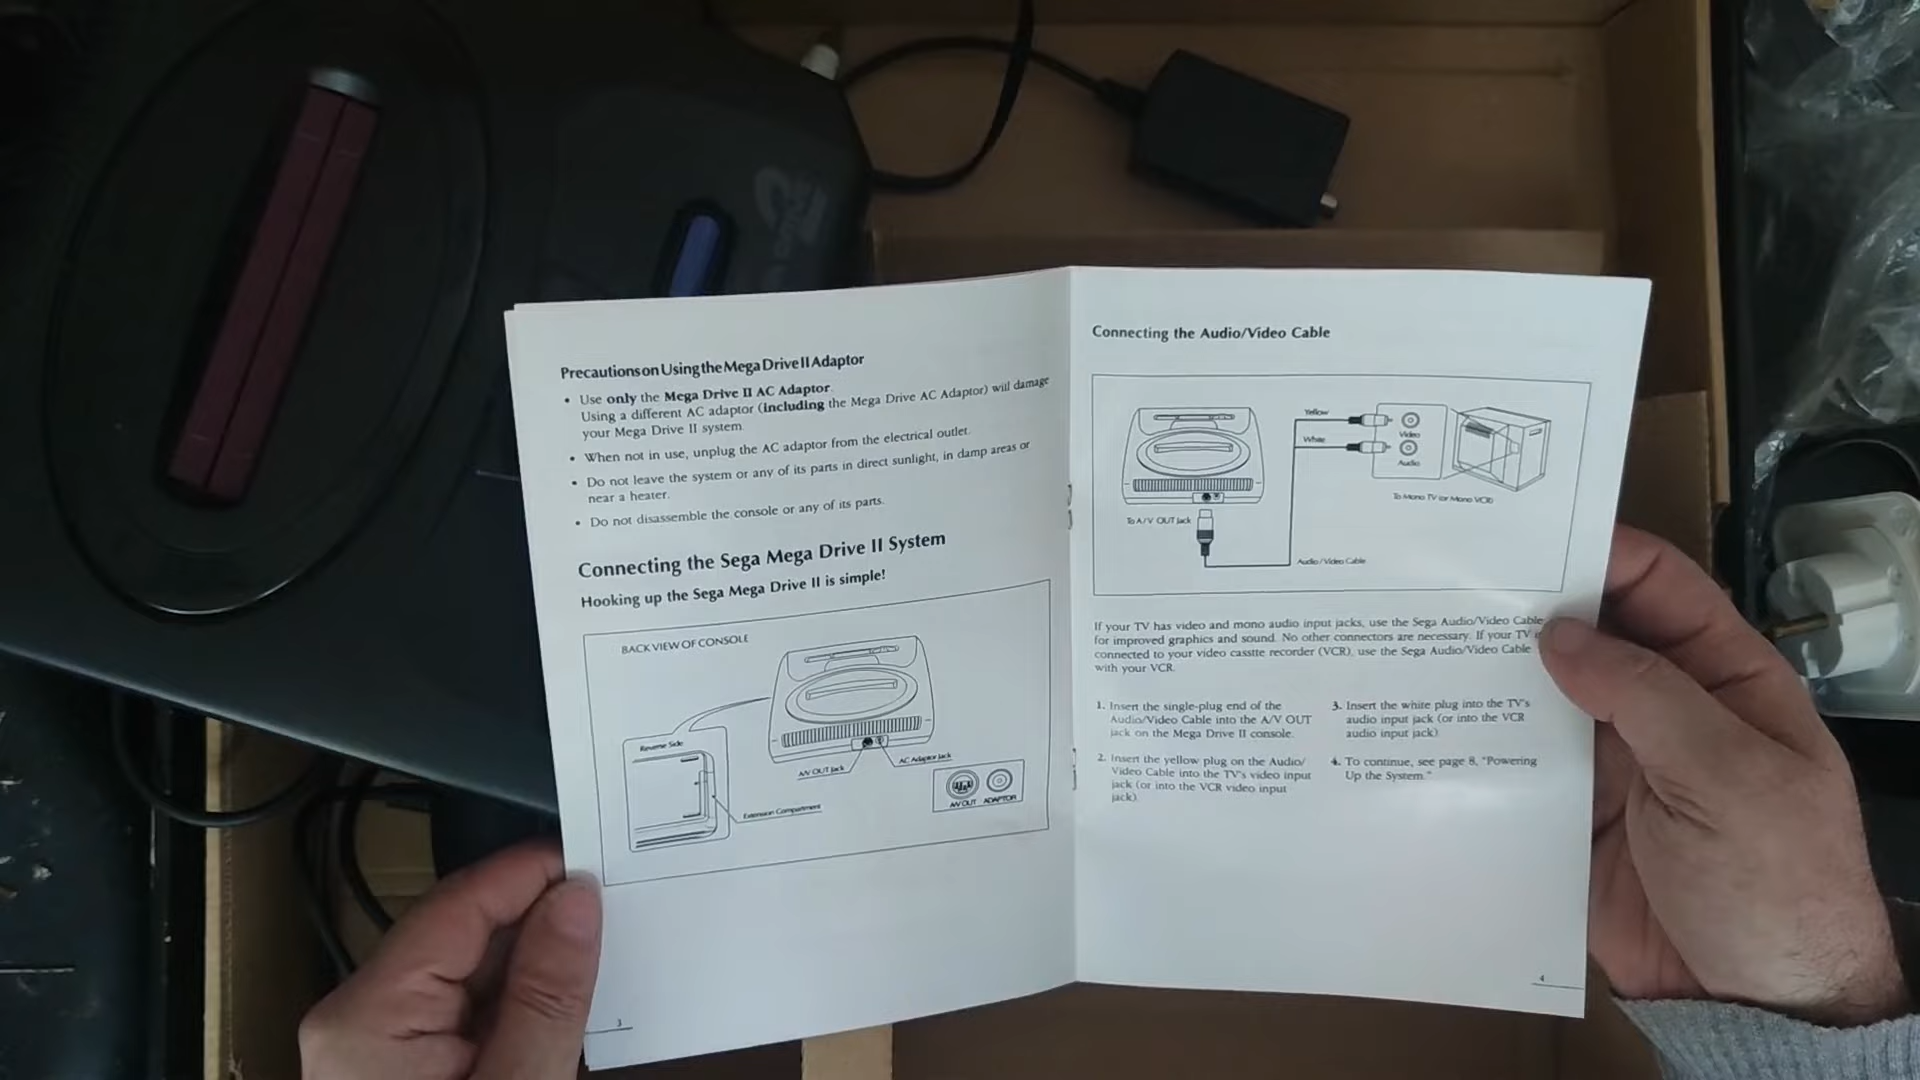 Precautions on Using the Mega Drive II Adaptor
• Use only the Mega Drive II AC Adaptor.
Using a different AC adaptor (including the Mega Drive AC Adaptor) will damage
your Mega Drive II system.
• When not in use, unplug the AC adaptor from the electrical outlet.
• Do not leave the system or any of its parts in direct sunlight, in damp areas or
near a heater.
• Do not disassemble the console or any of its parts.
Connecting the Sega Mega Drive II System
Hooking up the Sega Mega Drive II is simple!
BACK VIEW OF CONSOLE
Reverse Side
A/V OUT Jack
AC Adaptor Jack
Extension Compartment
A/V OUT ADAPTOR
3
Connecting the Audio/Video Cable
Yellow
White
Video
Audio
To Mono TV (or Mono VCR)
To A/V OUT Jack
Audio/Video Cable
If your TV has video and mono audio input jacks, use the Sega Audio/Video Cable
for improved graphics and sound. No other connectors are necessary. If your TV
connected to your video casstte recorder (VCR), use the Sega Audio/Video Cable
with your VCR.
1. Insert the single-plug end of the
Audio/Video Cable into the A/V OUT
jack on the Mega Drive II console.
2. Insert the yellow plug on the Audio/
Video Cable into the TV's video input
jack (or into the VCR video input
jack).
3. Insert the white plug into the TV's
audio input jack (or into the VCR
audio input jack)
4. To continue, see page 8, "Powering
Up the System."
4